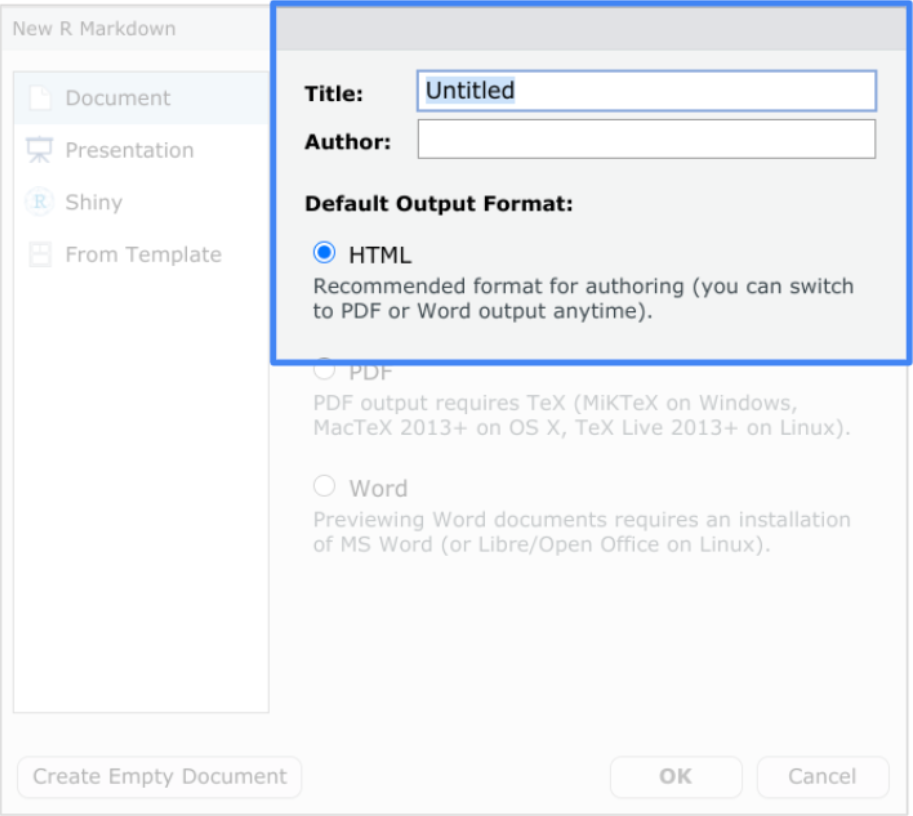 New R Markdown
Document
Presentation
R Shiny
From Template
Title: Untitled
Author:
Default Output Format:
HTML
Recommended format for authoring (you can switch
to PDF or Word output anytime).
PDF
PDF output requires TeX (MiKTeX on Windows,
MacTeX 2013+ on OS X, TeX Live 2013+ on Linux).
Word
Previewing Word documents requires an installation
of MS Word (or Libre/Open Office on Linux).
Create Empty Document OK Cancel